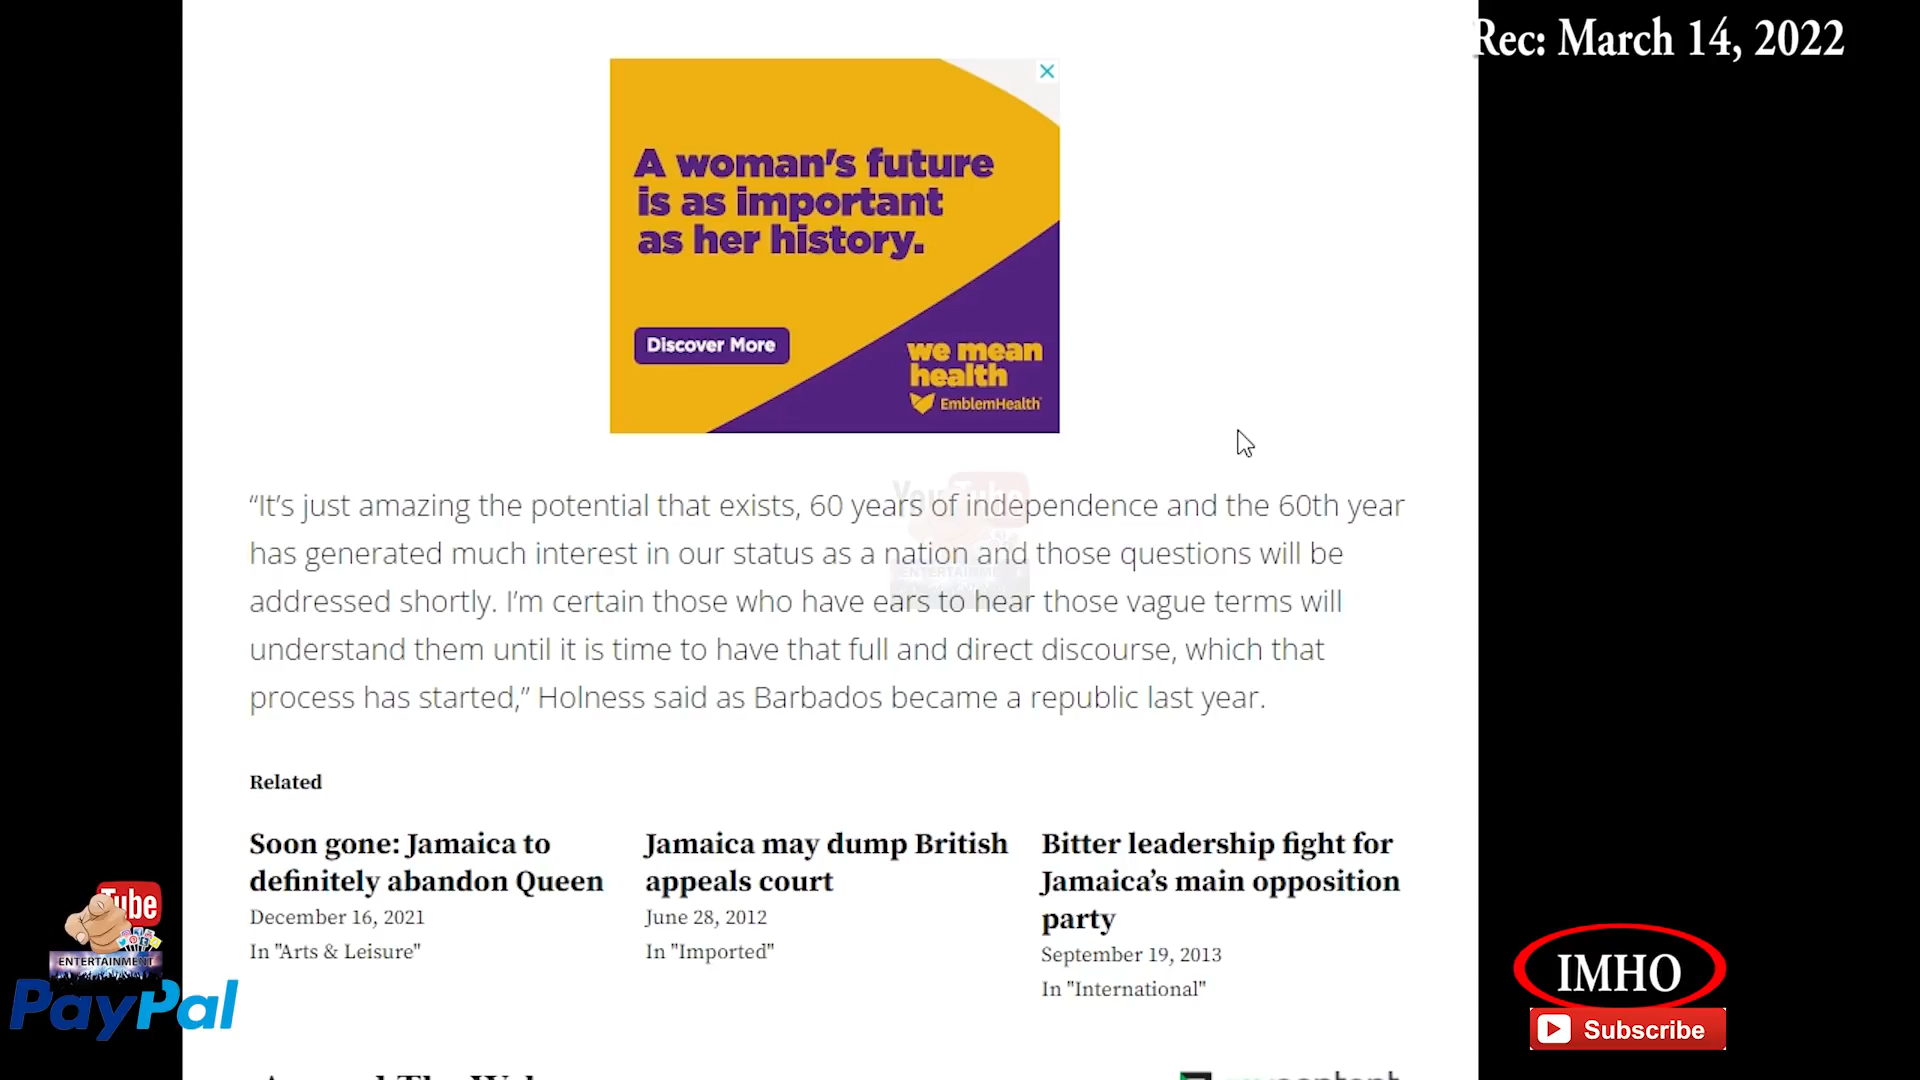 Rec: March 14, 2022
A woman's future
is as important
as her history.
Discover More
we mean
health
EmblemHealth
“It’s just amazing the potential that exists, 60 years of independence and the 60th year
has generated much interest in our status as a nation and those questions will be
addressed shortly. I’m certain those who have ears to hear those vague terms will
understand them until it is time to have that full and direct discourse, which that
process has started,” Holness said as Barbados became a republic last year.
YouTube
ENTERTAINMENT
Related
Soon gone: Jamaica to
definitely abandon Queen
December 16, 2021
In "Arts & Leisure"
Jamaica may dump British
appeals court
June 28, 2012
In "Imported"
Bitter leadership fight for
Jamaica’s main opposition
party
September 19, 2013
In "International"
Tube
ENTERTAINMENT
PayPal
IMHO
Subscribe